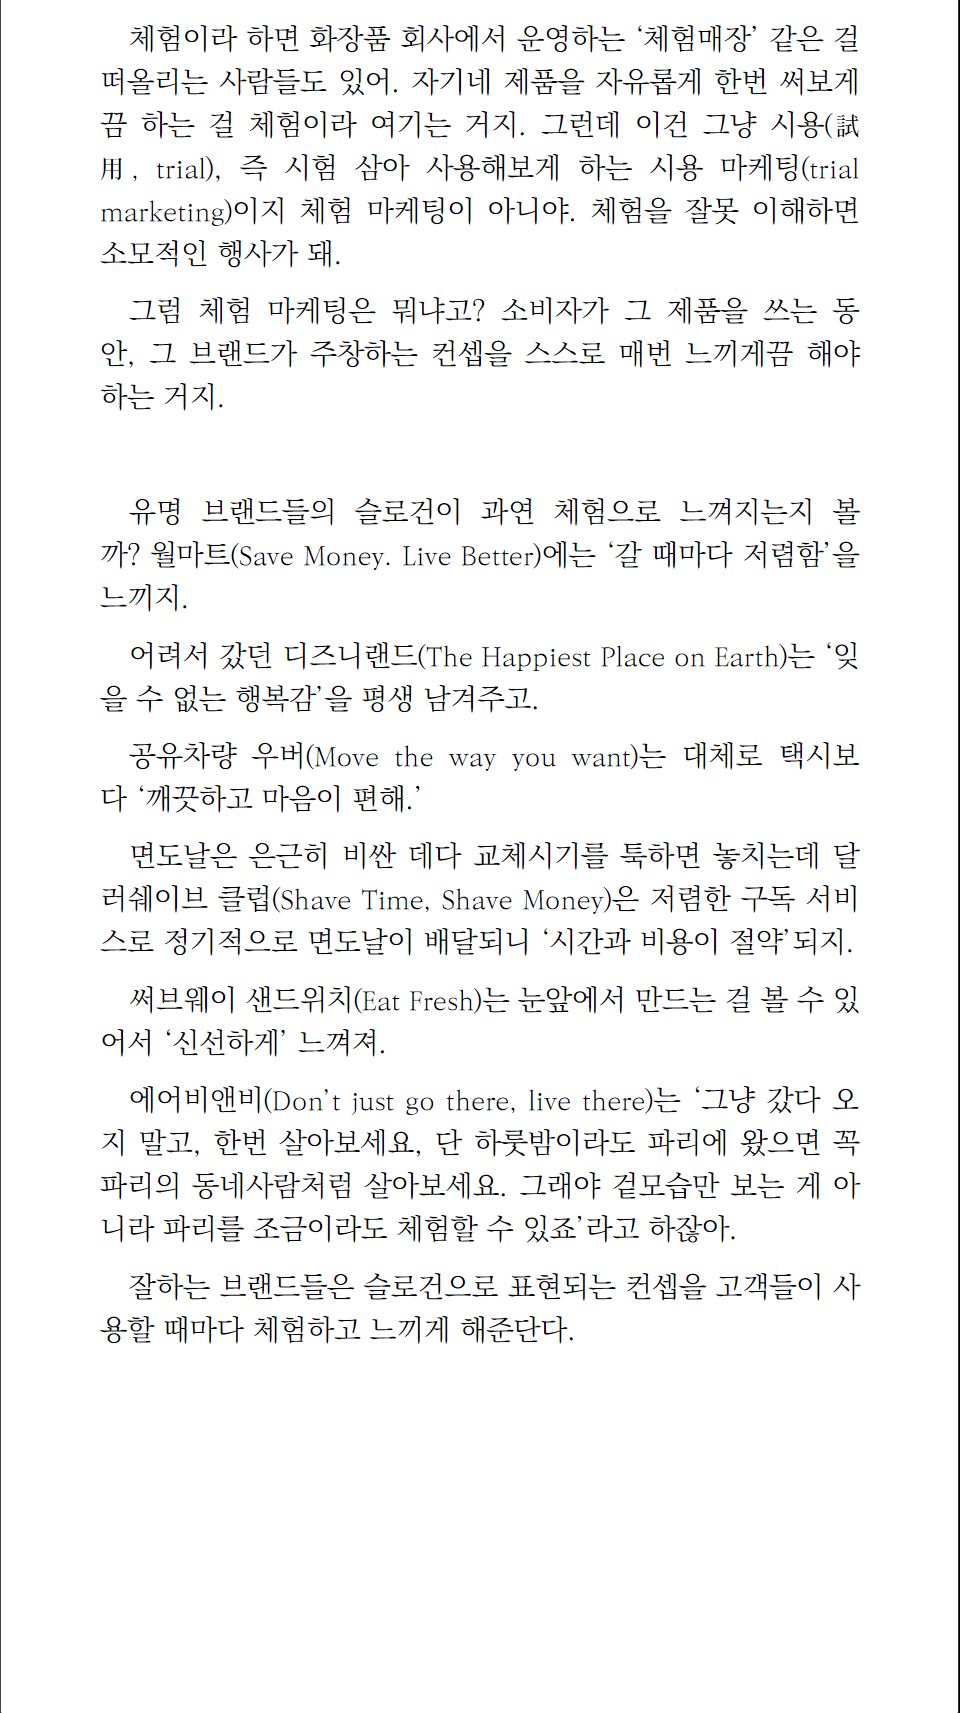 체험이라 하면 화장품 회사에서 운영하는 ‘체험매장’ 같은 걸
떠올리는 사람들도 있어. 자기네 제품을 자유롭게 한번 써보게
끔 하는 걸 체험이라 여기는 거지. 그런데 이건 그냥 시용(試
用, trial), 즉 시험 삼아 사용해보게 하는 시용 마케팅(trial
marketing)이지 체험 마케팅이 아니야. 체험을 잘못 이해하면
소모적인 행사가 돼.
그럼 체험 마케팅은 뭐냐고? 소비자가 그 제품을 쓰는 동
안, 그 브랜드가 주창하는 컨셉을 스스로 매번 느끼게끔 해야
하는 거지.
유명 브랜드들의 슬로건이 과연 체험으로 느껴지는지 볼
까? 월마트(Save Money. Live Better)에는 ‘갈 때마다 저렴함’을
느끼지.
어려서 갔던 디즈니랜드(The Happiest Place on Earth)는 ‘잊
을 수 없는 행복감’을 평생 남겨주고.
공유차량 우버(Move the way you want)는 대체로 택시보
다 ‘깨끗하고 마음이 편해.’
면도날은 은근히 비싼 데다 교체시기를 툭하면 놓치는데 달
러쉐이브 클럽(Shave Time, Shave Money)은 저렴한 구독 서비
스로 정기적으로 면도날이 배달되니 ‘시간과 비용이 절약’되지.
써브웨이 샌드위치(Eat Fresh)는 눈앞에서 만드는 걸 볼 수 있
어서 ‘신선하게’ 느껴져.
에어비앤비(Don’t just go there, live there)는 ‘그냥 갔다 오
지 말고, 한번 살아보세요, 단 하룻밤이라도 파리에 왔으면 꼭
파리의 동네사람처럼 살아보세요. 그래야 겉모습만 보는 게 아
니라 파리를 조금이라도 체험할 수 있죠’라고 하잖아.
잘하는 브랜드들은 슬로건으로 표현되는 컨셉을 고객들이 사
용할 때마다 체험하고 느끼게 해준단다.